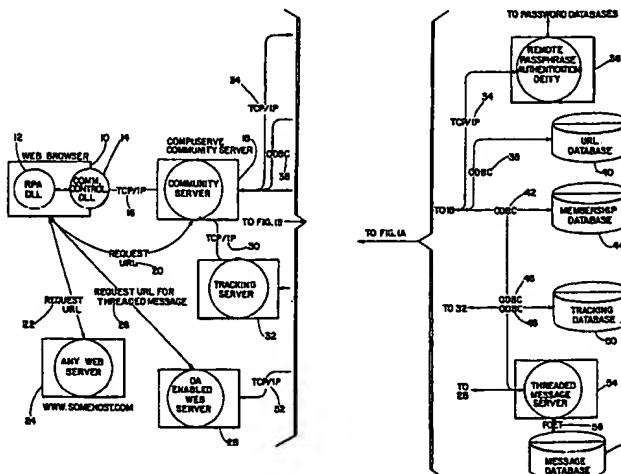 12
10
14
WEB BROWSER
RPA
DLL
COMM.
CONTROL
DLL
TCP/IP
16
COMPUSERVE
COMMUNITY SERVER
18
COMMUNITY
SERVER
34
TCP/IP
ODBC
38
TO FIG.1B
REQUEST
URL
20
TCP/IP
30
TRACKING
SERVER
32
REQUEST
URL
22
REQUEST URL FOR
THREADED MESSAGE
26
ANY WEB
SERVER
WWW.SOMEHOST.COM
24
OA
ENABLED
WEB
SERVER
28
TCP/IP
52
TO PASSWORD DATABASES
REMOTE
PASSPHRASE
AUTHENTICATION
DEITY
36
34
TCP/IP
URL
DATABASE
40
ODBC
38
TO FIG.1A
TO18
ODBC
42
MEMBERSHIP
DATABASE
44
TO 32
46
ODBC
ODBC
48
TRACKING
DATABASE
50
TO
28
THREADED
MESSAGE
SERVER
54
POET
56
MESSAGE
DATABASE